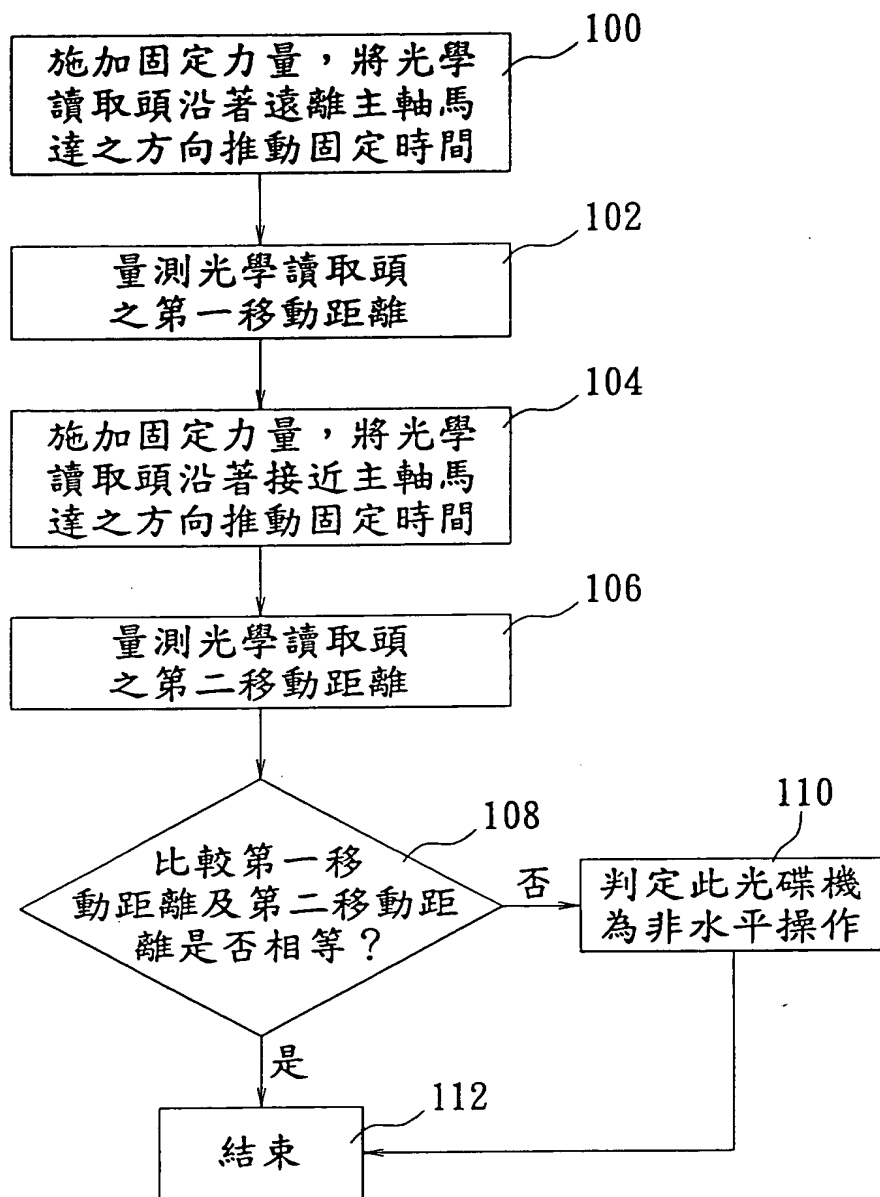 100
施加固定力量，將光學
讀取頭沿著遠離主軸馬
達之方向推動固定時間
102
量測光學讀取頭
之第一移動距離
104
施加固定力量，將光學
讀取頭沿著接近主軸馬
達之方向推動固定時間
106
量測光學讀取頭
之第二移動距離
108
比較第一移
動距離及第二移動距
離是否相等？
否
110
判定此光碟機
為非水平操作
是
112
結束